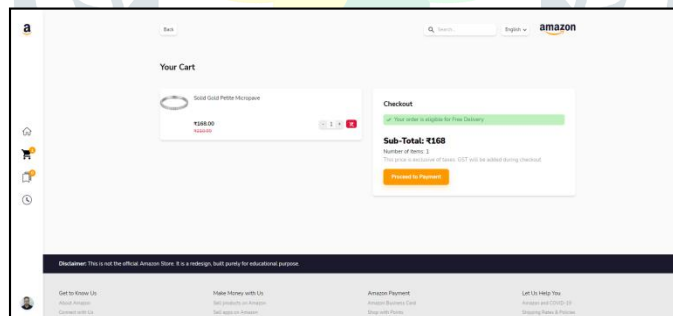 a
Back
Search...
English
amazon
Your Cart
Solid Gold Petite Micropave
₹168.00
- 1 +
Checkout
✓ Your order is eligible for Free Delivery
Sub-Total: ₹168
Number of items: 1
This price is exclusive of taxes. GST will be added during checkout
Proceed to Payment
Disclaimer: This is not the official Amazon Store. It is a redesign, built purely for educational purpose.
Get to Know Us
Make Money with Us
Amazon Payment
Let Us Help You
About Amazon
Sell products on Amazon
Amazon Business Card
Amazon and COVID-19
Connect with Us
Sell apps on Amazon
Shop with Points
Shipping Rates & Policies